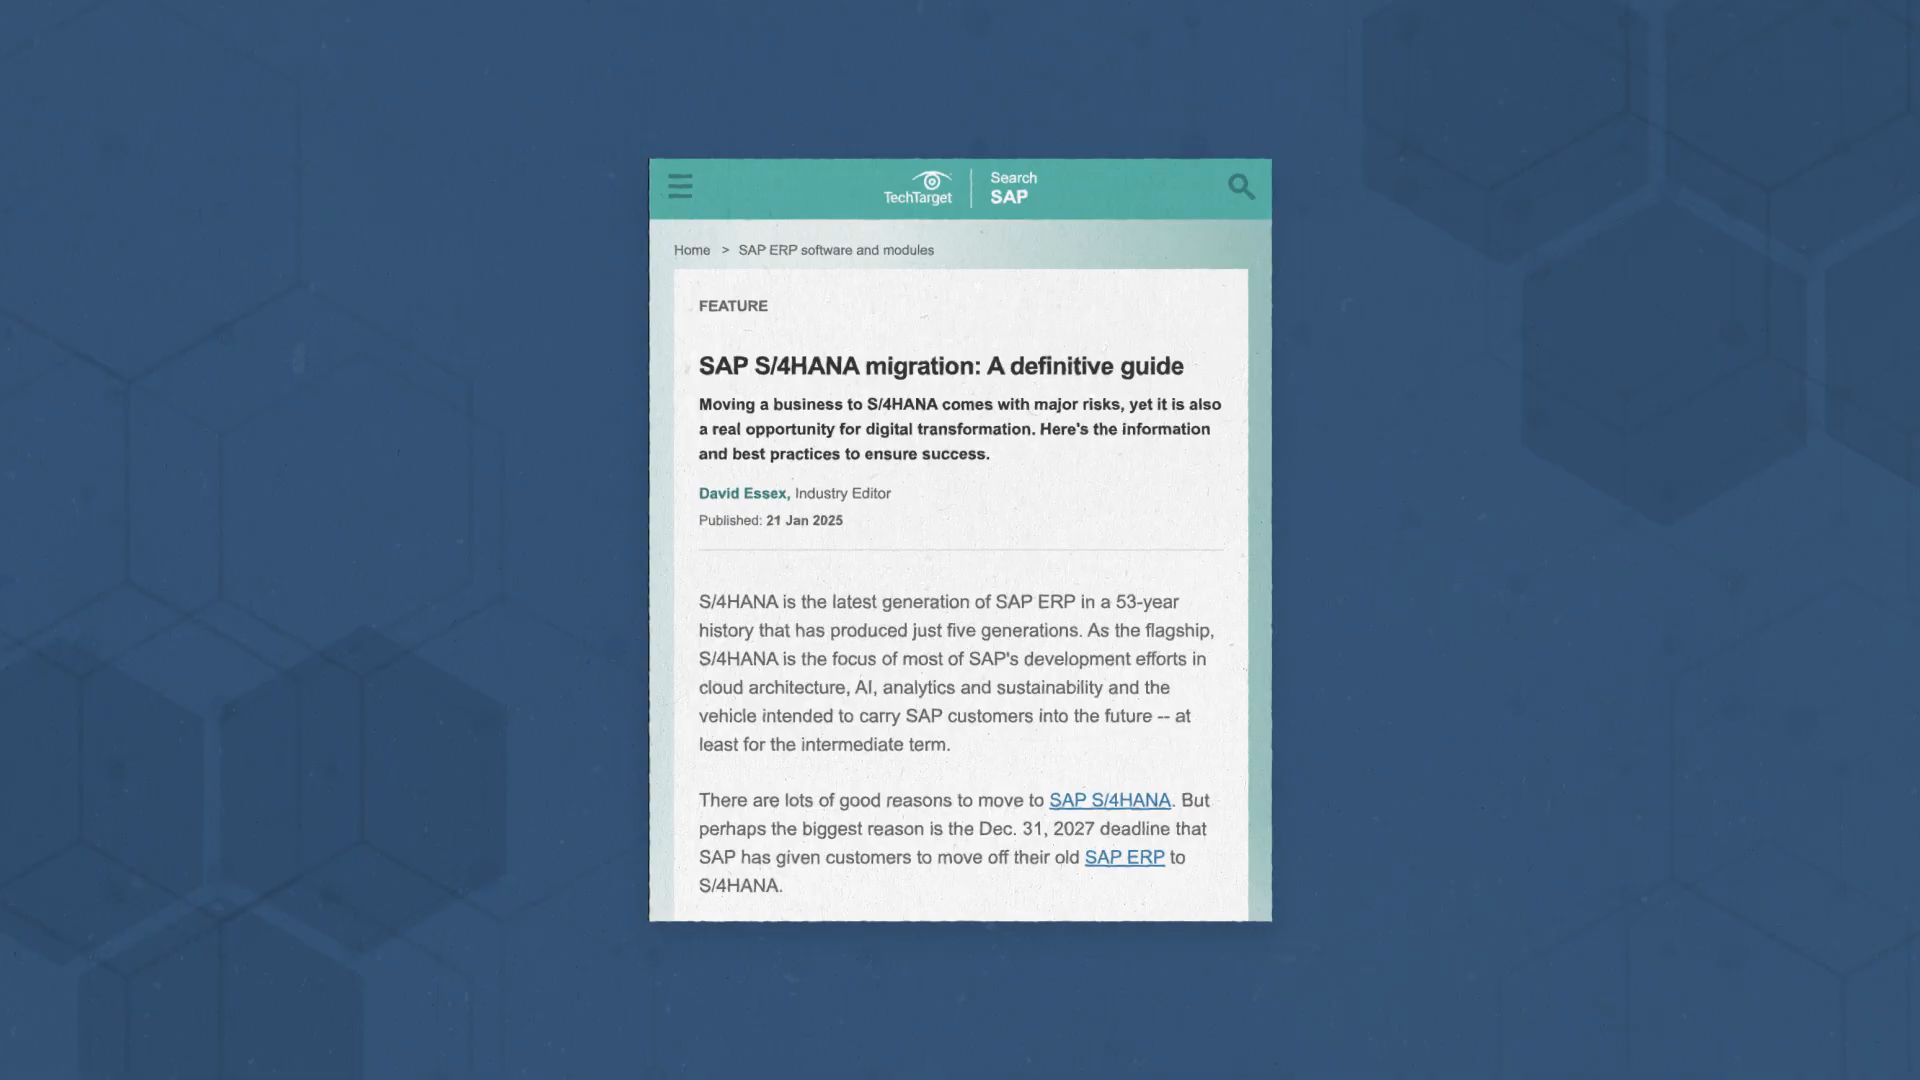 TechTarget
Search
SAP
Home > SAP ERP software and modules
FEATURE
SAP S/4HANA migration: A definitive guide
Moving a business to S/4HANA comes with major risks, yet it is also
a real opportunity for digital transformation. Here's the information
and best practices to ensure success.
David Essex, Industry Editor
Published: 21 Jan 2025
S/4HANA is the latest generation of SAP ERP in a 53-year
history that has produced just five generations. As the flagship,
S/4HANA is the focus of most of SAP's development efforts in
cloud architecture, AI, analytics and sustainability and the
vehicle intended to carry SAP customers into the future -- at
least for the intermediate term.
There are lots of good reasons to move to SAP S/4HANA. But
perhaps the biggest reason is the Dec. 31, 2027 deadline that
SAP has given customers to move off their old SAP ERP to
S/4HANA.